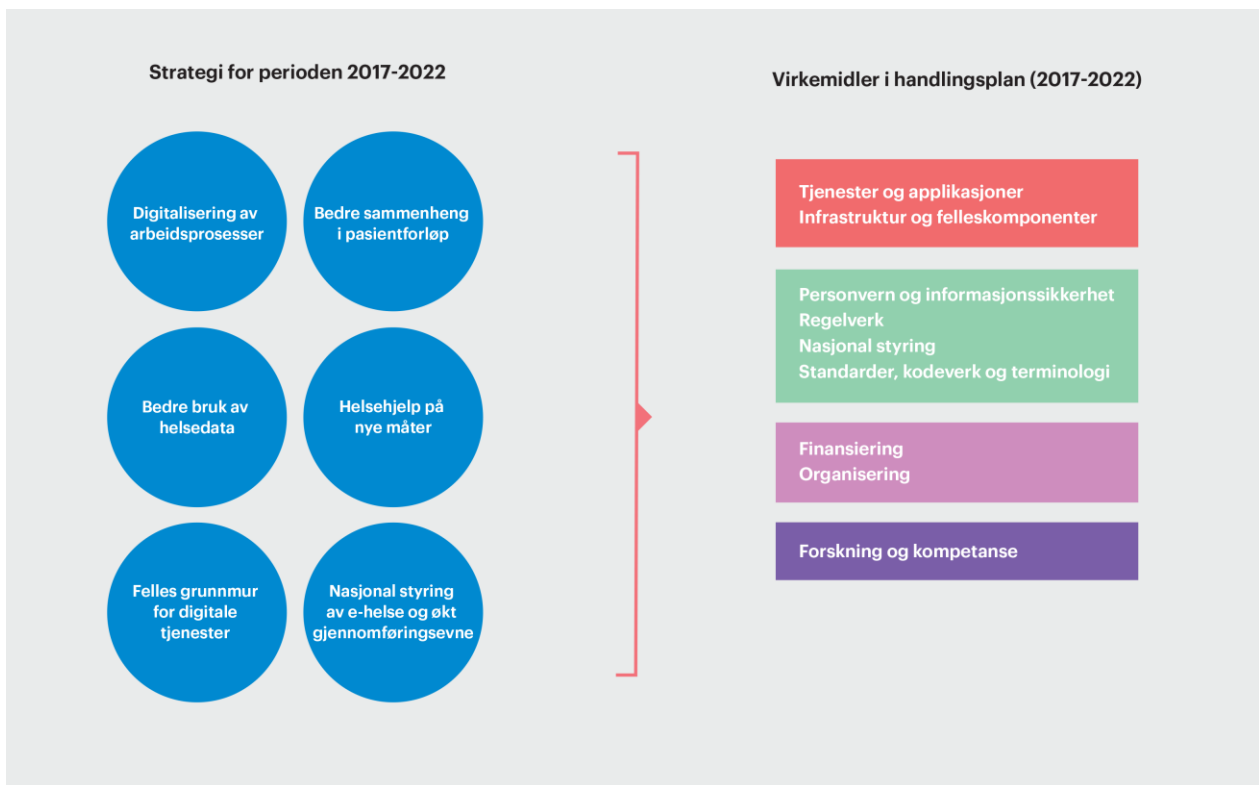 Strategi for perioden 2017-2022
Digitalisering av
arbeidsprosesser
Bedre sammenheng
i pasientforløp
Bedre bruk av
helsedata
Helsehjelp på
nye måter
Felles grunnmur
for digitale
tjenester
Nasjonal styring
av e-helse og økt
gjennomføringsevne
Virkemidler i handlingsplan (2017-2022)
Tjenester og applikasjoner
Infrastruktur og felleskomponenter
Personvern og informasjonssikkerhet
Regelverk
Nasjonal styring
Standarder, kodeverk og terminologi
Finansiering
Organisering
Forskning og kompetanse